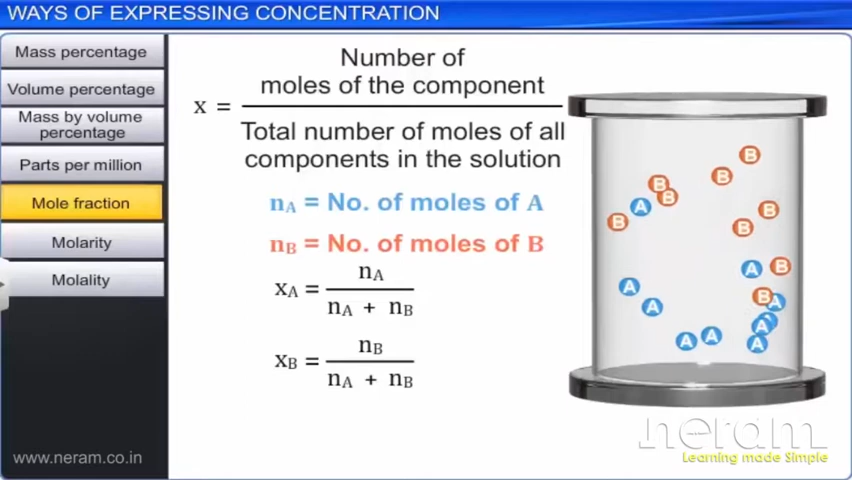 WAYS OF EXPRESSING CONCENTRATION
Mass percentage
Volume percentage
Mass by volume
percentage
Parts per million
Mole fraction
Molarity
Molality
www.neram.co.in
Number of
moles of the component
x =
Total number of moles of all
components in the solution
nA = No. of moles of A
nB = No. of moles of B
nA
xA =
nA + nB
nB
xB =
nA + nB
B
B
B
B
A
B
B
B
A
B
A
B
A
A
A
A
A
A
neram
Learning made Simple